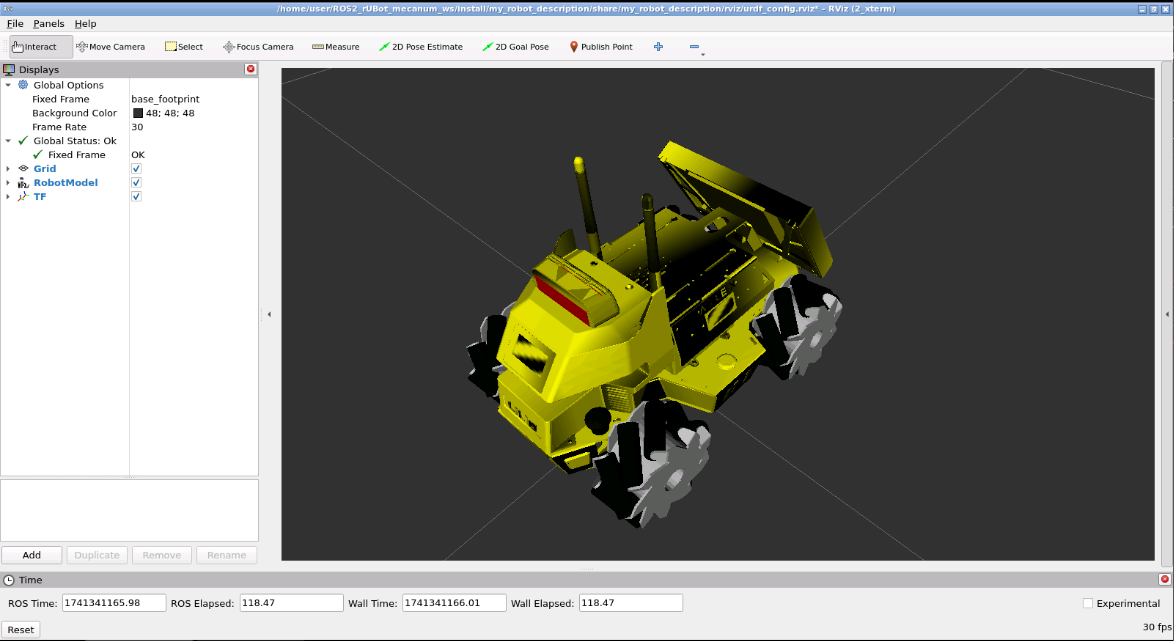 /home/user/ROS2_rUBot_mecanum_ws/install/my_robot_description/share/my_robot_description/rviz/urdf_config.rviz* - RViz (2_xterm)
File Panels Help
Interact Move Camera Select Focus Camera Measure 2D Pose Estimate 2D Goal Pose Publish Point
Displays
Global Options
Fixed Frame base_footprint
Background Color 48; 48; 48
Frame Rate 30
Global Status: Ok
Fixed Frame OK
Grid
RobotModel
TF
Add Duplicate Remove Rename
Time
ROS Time: 1741341165.98 ROS Elapsed: 118.47 Wall Time: 1741341166.01 Wall Elapsed: 118.47 Experimental
Reset 30 fps